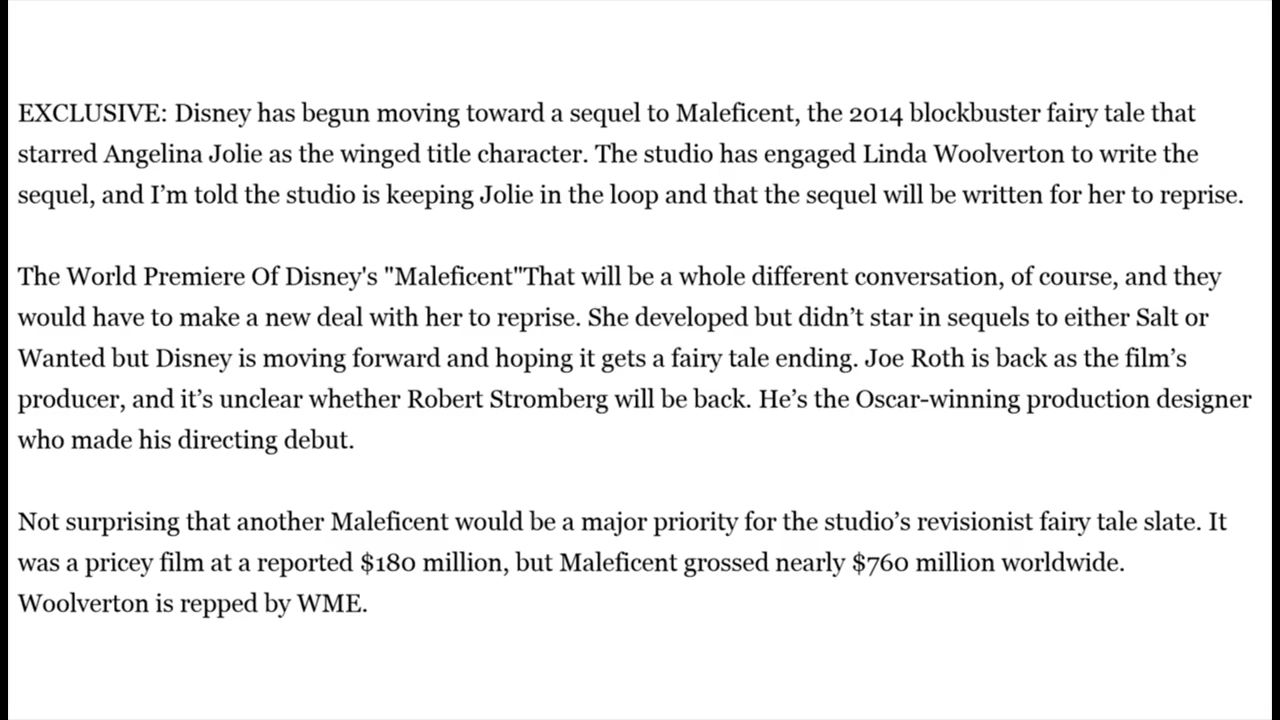 EXCLUSIVE: Disney has begun moving toward a sequel to Maleficent, the 2014 blockbuster fairy tale that
starred Angelina Jolie as the winged title character. The studio has engaged Linda Woolverton to write the
sequel, and I’m told the studio is keeping Jolie in the loop and that the sequel will be written for her to reprise.
The World Premiere Of Disney's "Maleficent"That will be a whole different conversation, of course, and they
would have to make a new deal with her to reprise. She developed but didn’t star in sequels to either Salt or
Wanted but Disney is moving forward and hoping it gets a fairy tale ending. Joe Roth is back as the film’s
producer, and it’s unclear whether Robert Stromberg will be back. He’s the Oscar-winning production designer
who made his directing debut.
Not surprising that another Maleficent would be a major priority for the studio’s revisionist fairy tale slate. It
was a pricey film at a reported $180 million, but Maleficent grossed nearly $760 million worldwide.
Woolverton is repped by WME.